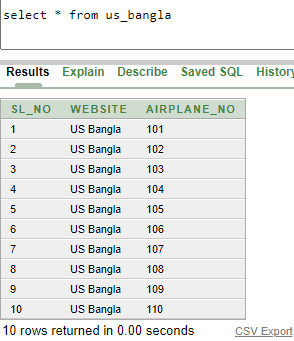 select * from us_bangla
Results Explain Describe Saved SQL History
SL_NO WEBSITE AIRPLANE_NO
1 US Bangla 101
2 US Bangla 102
3 US Bangla 103
4 US Bangla 104
5 US Bangla 105
6 US Bangla 106
7 US Bangla 107
8 US Bangla 108
9 US Bangla 109
10 US Bangla 110
10 rows returned in 0.00 seconds CSV Export